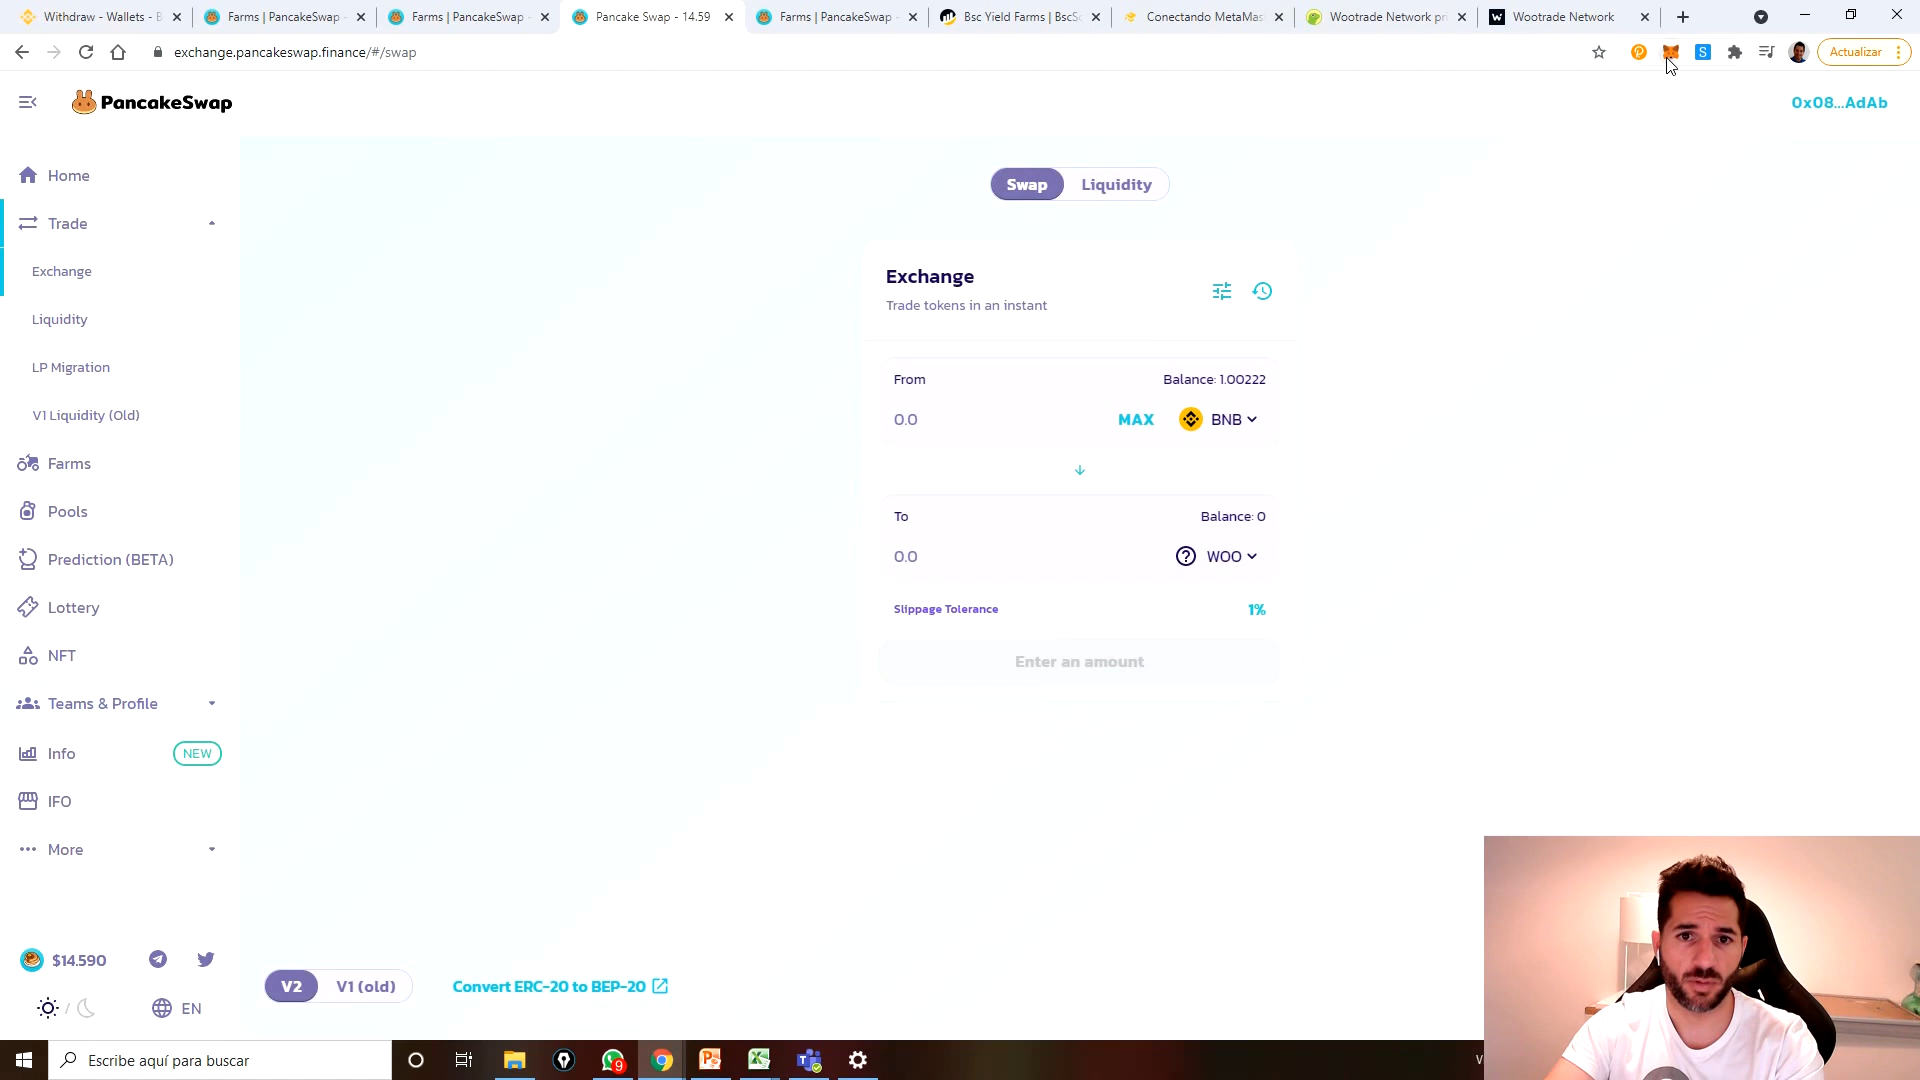 Withdraw - Wallets - B
Farms | PancakeSwap -
Farms | PancakeSwap -
Pancake Swap - 14.59
Farms | PancakeSwap -
Bsc Yield Farms | BscSc
Conectando MetaMas
Wootrade Network pri
Wootrade Network
exchange.pancakeswap.finance/#/swap
Actualizar
PancakeSwap
0x08...AdAb
Home
Trade
Exchange
Liquidity
LP Migration
V1 Liquidity (Old)
Farms
Pools
Prediction (BETA)
Lottery
NFT
Teams & Profile
Info
NEW
IFO
More
$14.590
EN
Swap
Liquidity
Exchange
Trade tokens in an instant
From
Balance: 1.00222
0.0
MAX
BNB
To
Balance: 0
0.0
WOO
Slippage Tolerance
1%
Enter an amount
V2
V1 (old)
Convert ERC-20 to BEP-20
Escribe aquí para buscar
9